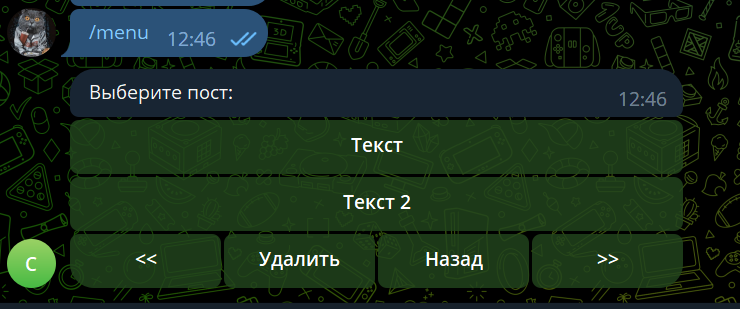 /menu 12:46
Выберите пост:
12:46
Текст
Текст 2
<< Удалить Назад >>
С